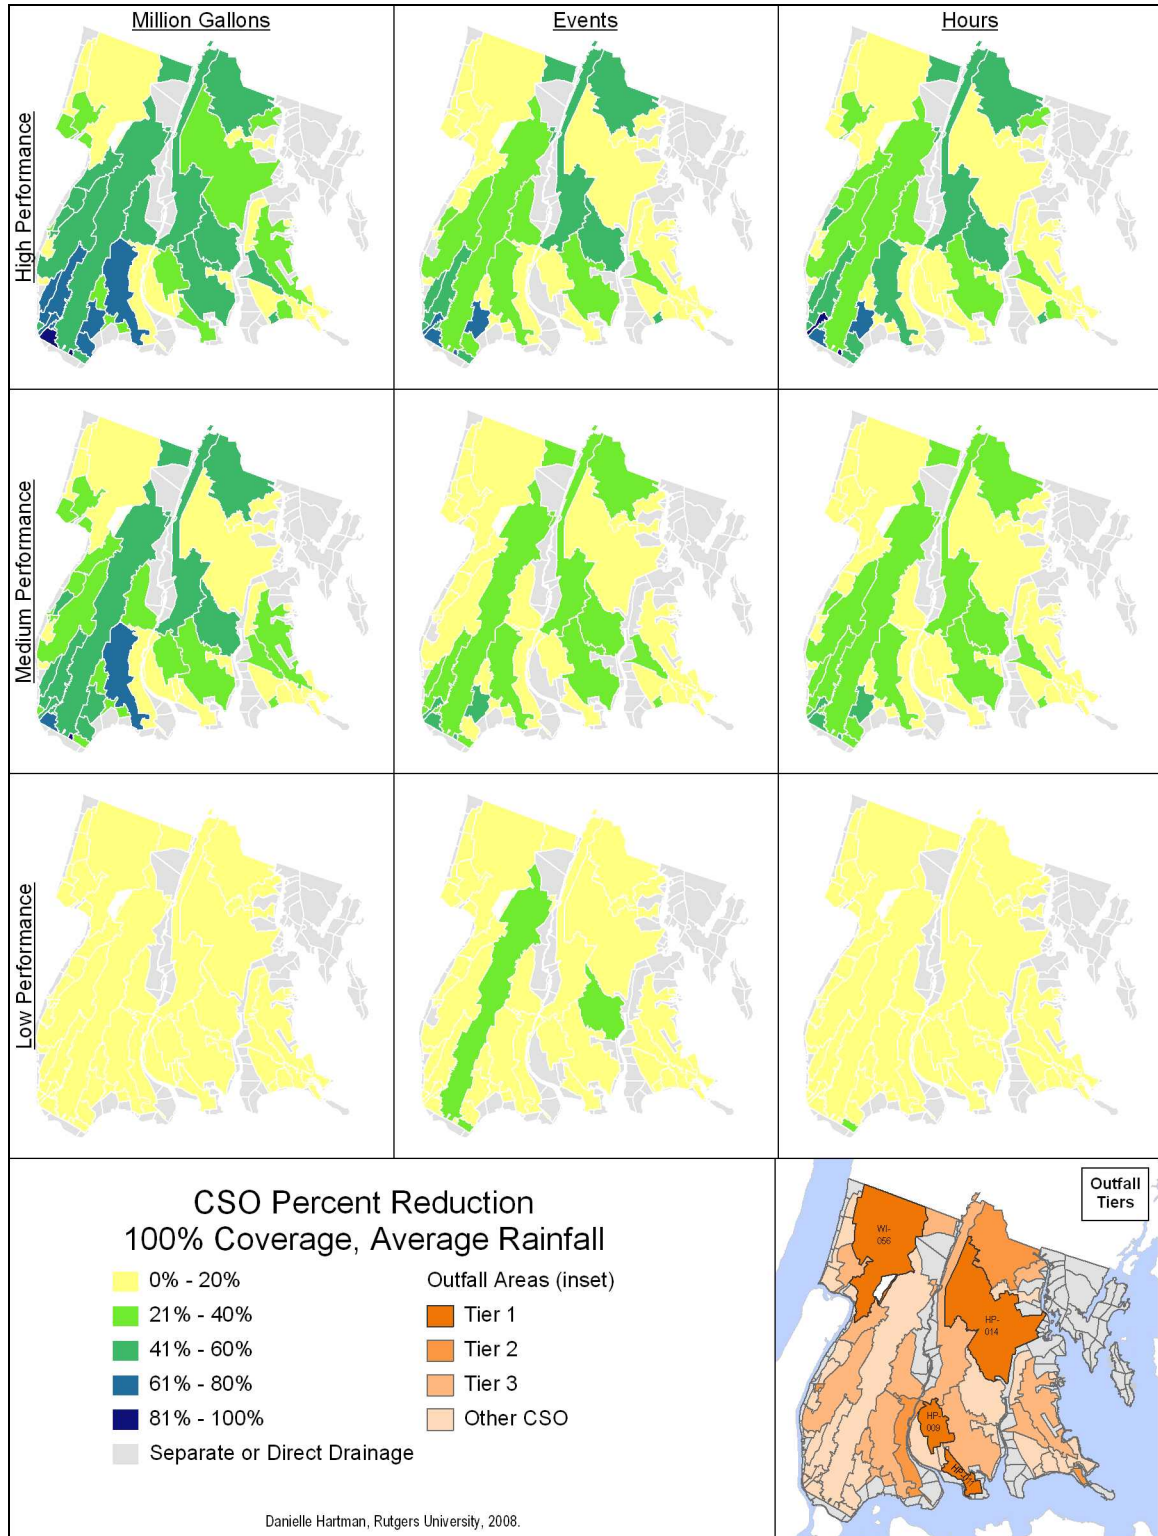 Million Gallons
Events
Hours
High Performance
Medium Performance
Low Performance
CSO Percent Reduction
100% Coverage, Average Rainfall
0% - 20%
21% - 40%
41% - 60%
61% - 80%
81% - 100%
Separate or Direct Drainage
Outfall Areas (inset)
Tier 1
Tier 2
Tier 3
Other CSO
Danielle Hartman, Rutgers University, 2008.
Outfall
Tiers
WI-
056
HP-
014
HP-
009